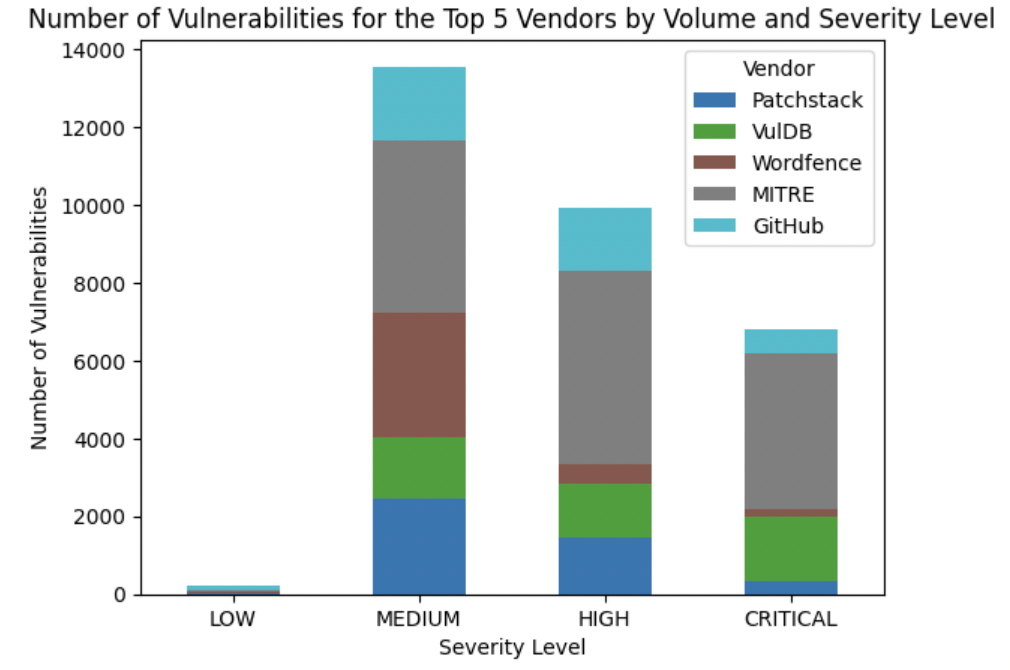 Number of Vulnerabilities for the Top 5 Vendors by Volume and Severity Level
Number of Vulnerabilities
14000
12000
10000
8000
6000
4000
2000
0
Vendor
Patchstack
VulDB
Wordfence
MITRE
GitHub
LOW MEDIUM HIGH CRITICAL
Severity Level